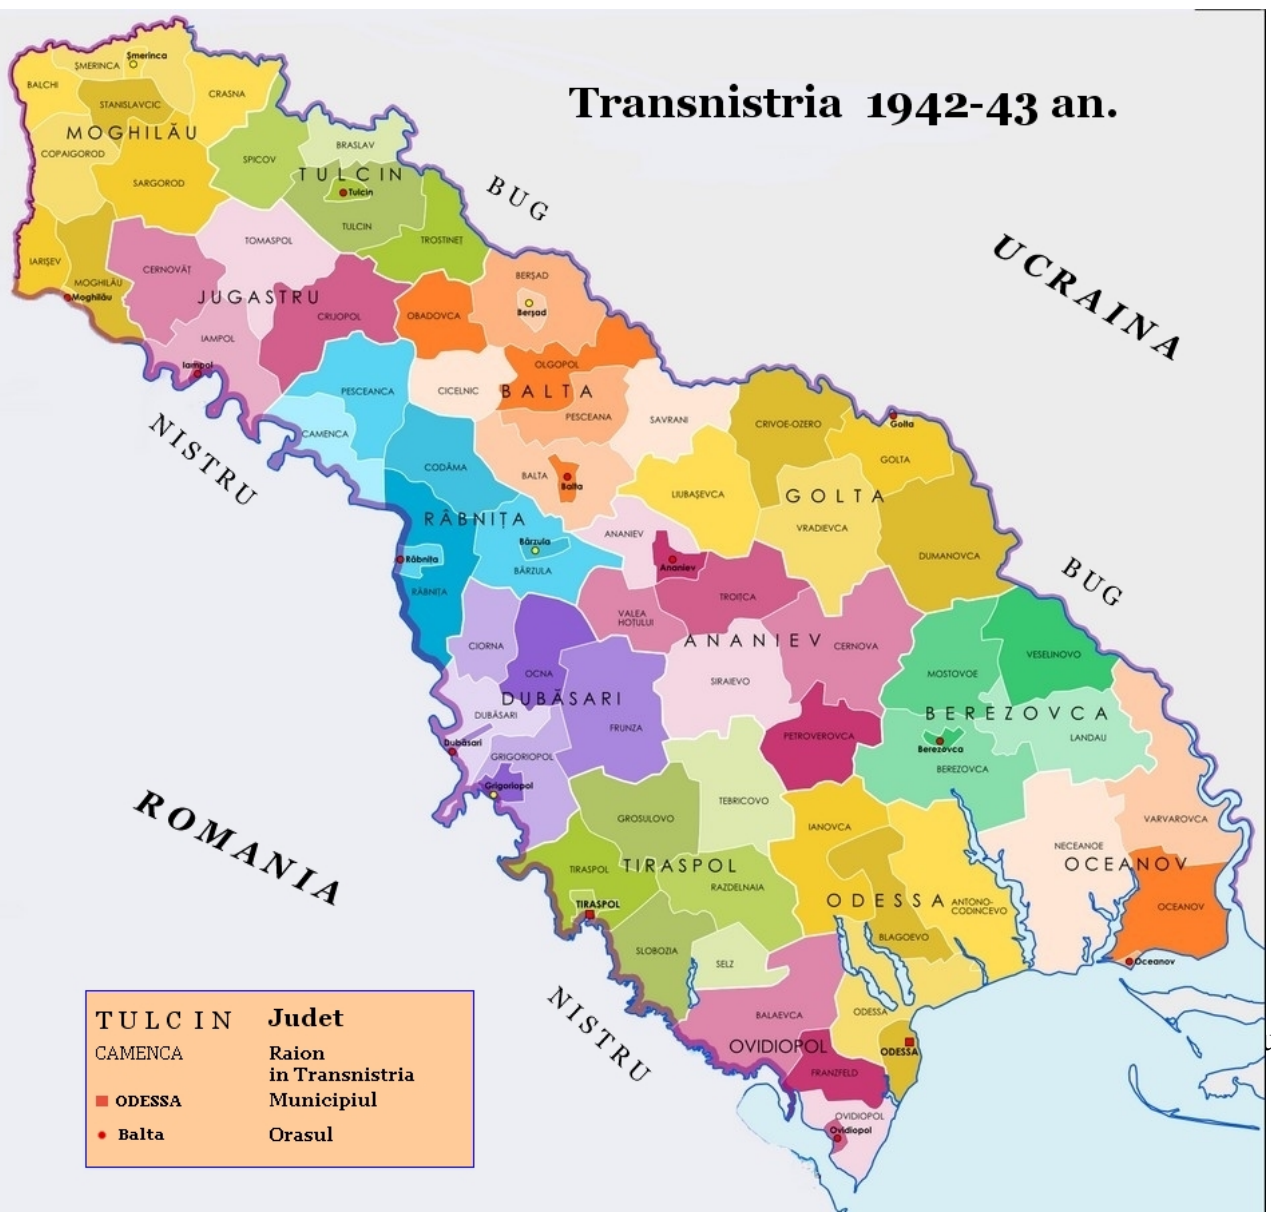 Transnistria 1942-43 an.
BUG
UCRAINA
BUG
NISTRU
ROMANIA
NISTRU
MOGHILĂU
BALCHI
ŞMERINCA
Şmerinca
STANISLAVCIC
CRASNA
COPAIGOROD
SARGOROD
IARIŞEV
MOGHILĂU
Moghilău
TULCIN
SPICOV
BRASLAV
Tulcin
TULCIN
TROSTINEŢ
JUGASTRU
TOMASPOL
CERNOVĂŢ
CRIJOPOL
IAMPOL
Iampol
BALTA
OBADOVCA
BERŞAD
Berşad
OLGOPOL
CICELNIC
PESCEANA
SAVRANI
BALTA
Balta
RÂBNIŢA
PESCEANCA
CAMENCA
CODÂMA
Bârzula
BÂRZULA
Râbniţa
RÂBNIŢA
GOLTA
CRIVOE-OZERO
Golta
GOLTA
LIUBAŞEVCA
VRADIEVCA
DUMANOVCA
ANANIEV
ANANIEV
Ananiev
TROIŢCA
VALEA
HOŢULUI
CERNOVA
SIRAIEVO
PETROVEROVCA
DUBĂSARI
CIORNA
OCNA
DUBĂSARI
Dubăsari
FRUNZA
GRIGORIOPOL
Grigoriopol
BEREZOVCA
MOSTOVOE
VESELINOVO
LANDAU
Berezovca
BEREZOVCA
TIRASPOL
GROSULOVO
TEBRICOVO
TIRASPOL
RAZDELNAIA
TIRASPOL
SLOBOZIA
SELZ
ODESSA
IANOVCA
ANTONO-
CODINCEVO
BLAGOEVO
ODESSA
ODESSA
OCEANOV
VARVAROVCA
NECEANOE
OCEANOV
Oceanov
OVIDIOPOL
BALAEVCA
FRANZFELD
OVIDIOPOL
Ovidiopol
TULCIN Judet
CAMENCA Raion
in Transnistria
ODESSA Municipiul
Balta Orasul